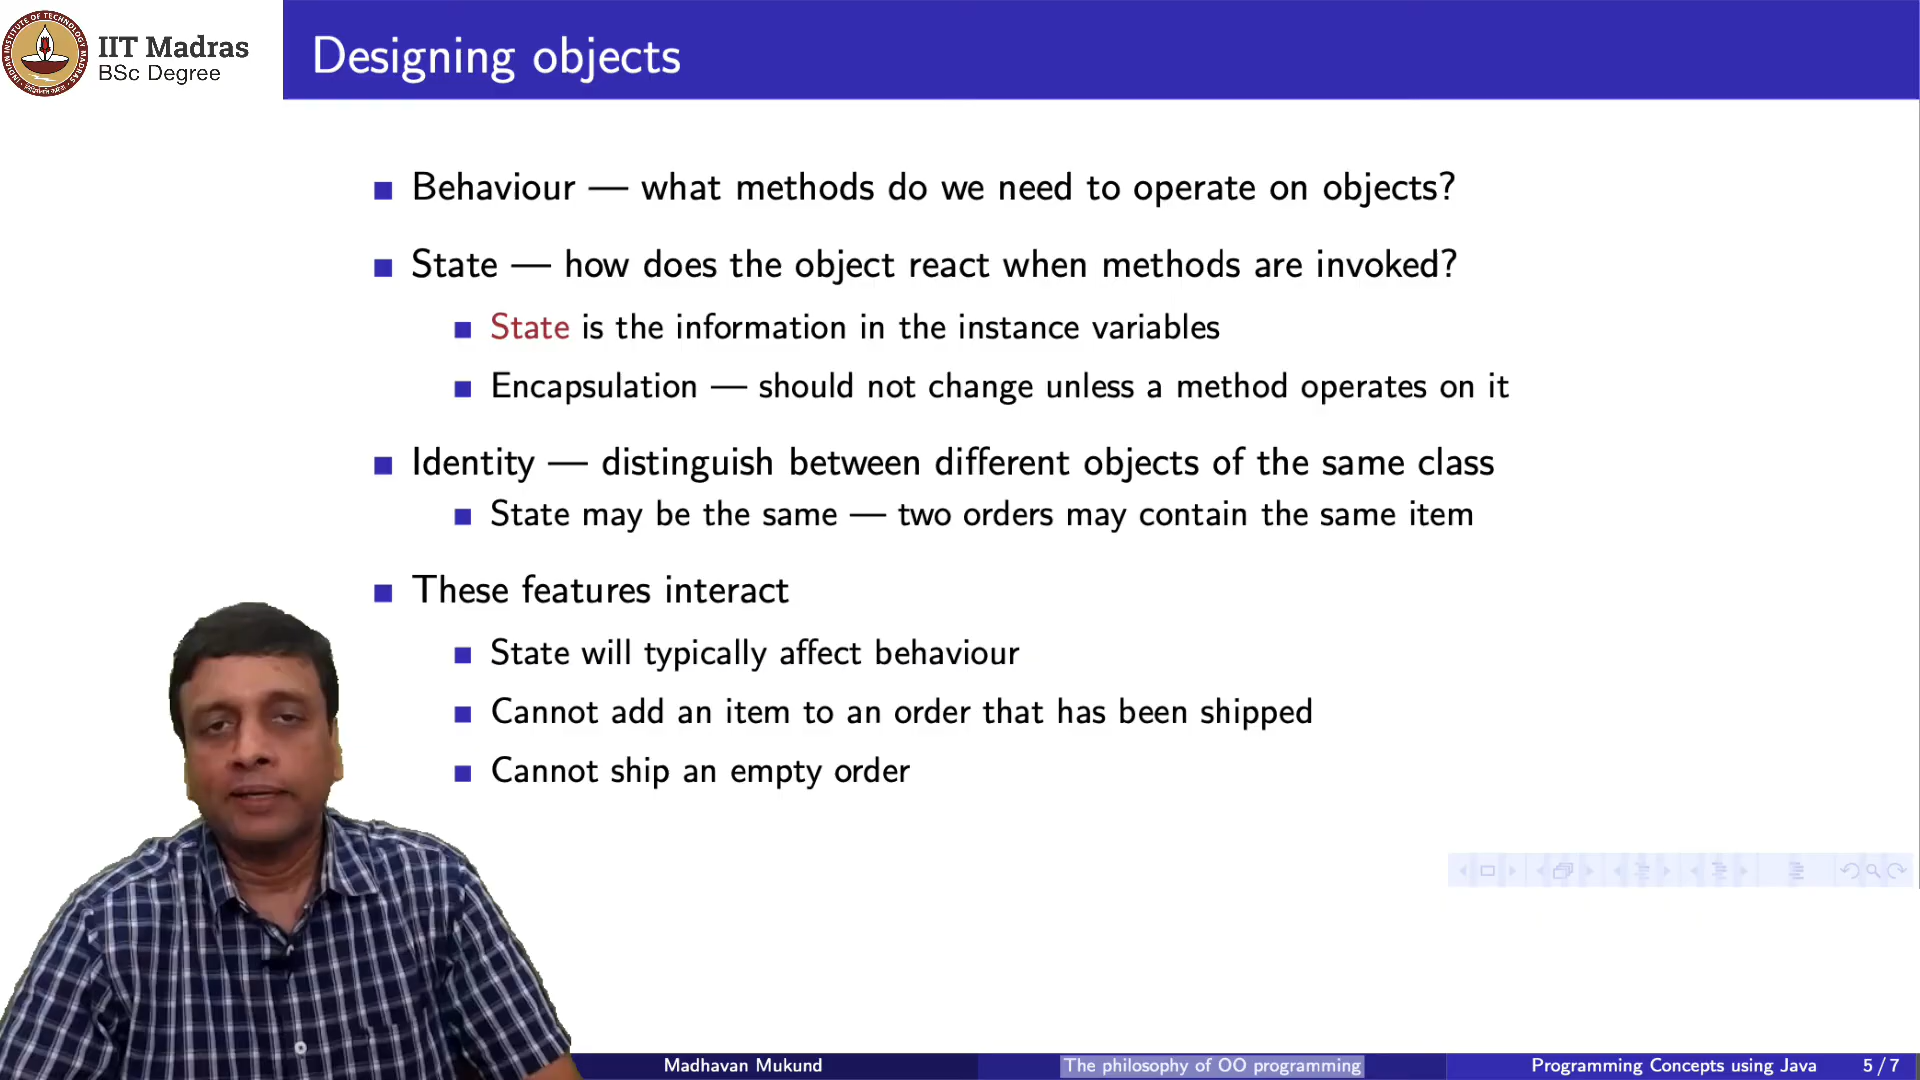 IIT Madras
BSc Degree
Designing objects
Behaviour — what methods do we need to operate on objects?
State — how does the object react when methods are invoked?
State is the information in the instance variables
Encapsulation — should not change unless a method operates on it
Identity — distinguish between different objects of the same class
State may be the same — two orders may contain the same item
These features interact
State will typically affect behaviour
Cannot add an item to an order that has been shipped
Cannot ship an empty order
Madhavan Mukund
The philosophy of OO programming
Programming Concepts using Java
5 / 7